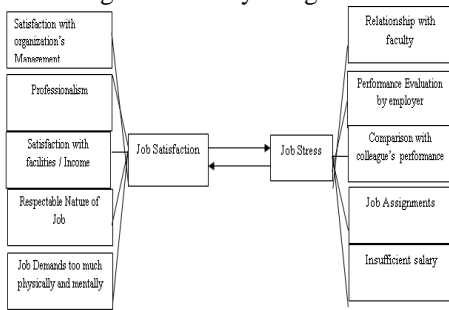 Satisfaction with
organization's
Management
Professionalism
Satisfaction with
facilities / Income
Respectable Nature of
Job
Job Demands too much
physically and mentally
Job Satisfaction
Job Stress
Relationship with
faculty
Performance Evaluation
by employer
Comparison with
colleague's performance
Job Assignments
Insufficient salary